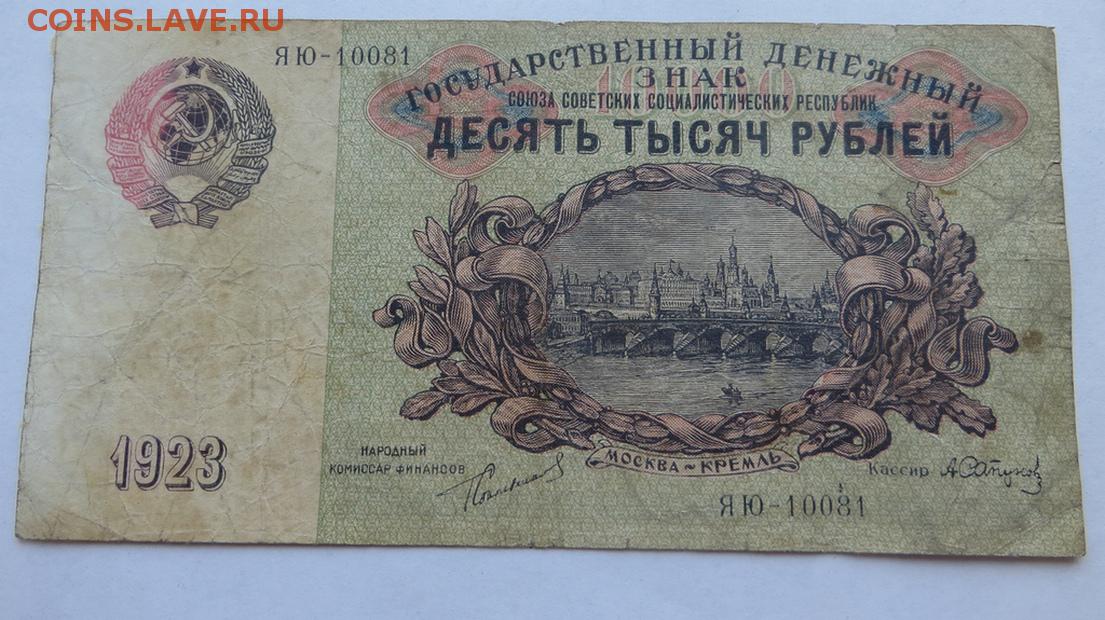 COINS.LAVE.RU
ЯЮ-10081
ГОСУДАРСТВЕННЫЙ ДЕНЕЖНЫЙ
ЗНАК
СОЮЗА СОВЕТСКИХ СОЦИАЛИСТИЧЕСКИХ РЕСПУБЛИК
ДЕСЯТЬ ТЫСЯЧ РУБЛЕЙ
1923
НАРОДНЫЙ
КОМИССАР ФИНАНСОВ
МОСКВА ~ КРЕМЛЬ
Кассир
ЯЮ-10081